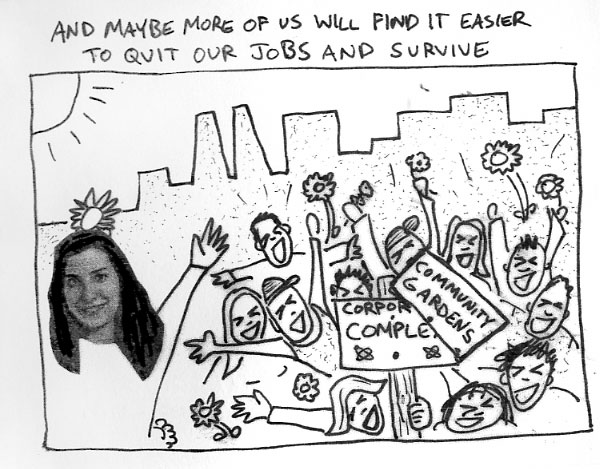 AND MAYBE MORE OF US WILL FIND IT EASIER
TO QUIT OUR JOBS AND SURVIVE
CORPOR
COMPLE
COMMUNITY
GARDENS